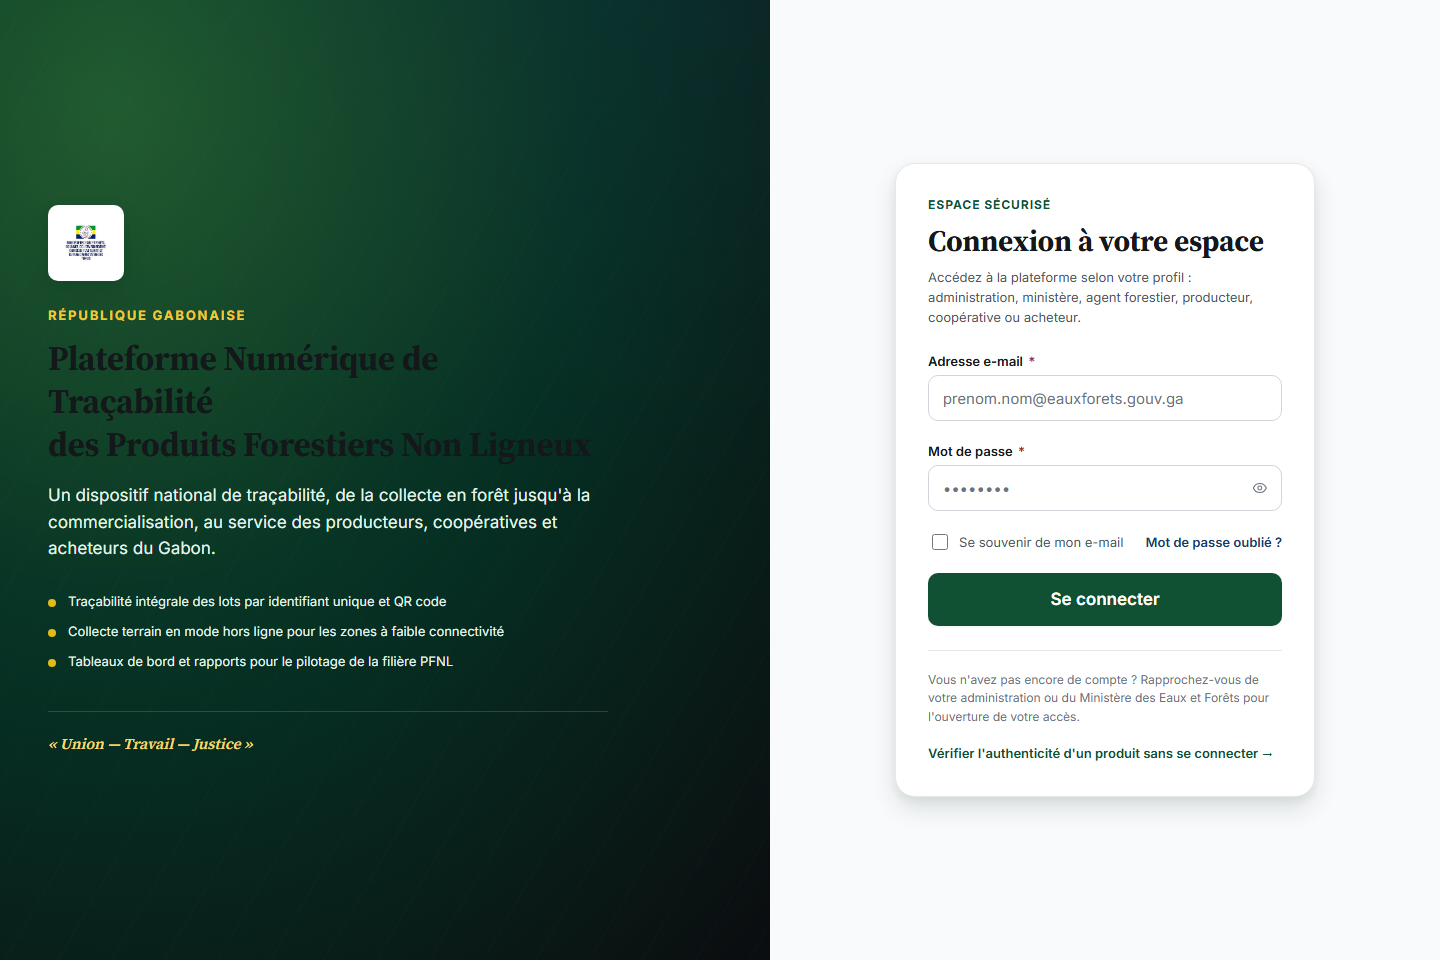 RÉPUBLIQUE GABONAISE
Plateforme Numérique de
Traçabilité
des Produits Forestiers Non Ligneux
Un dispositif national de traçabilité, de la collecte en forêt jusqu'à la
commercialisation, au service des producteurs, coopératives et
acheteurs du Gabon.
Traçabilité intégrale des lots par identifiant unique et QR code
Collecte terrain en mode hors ligne pour les zones à faible connectivité
Tableaux de bord et rapports pour le pilotage de la filière PFNL
« Union — Travail — Justice »
ESPACE SÉCURISÉ
Connexion à votre espace
Accédez à la plateforme selon votre profil :
administration, ministère, agent forestier, producteur,
coopérative ou acheteur.
Adresse e-mail *
prenom.nom@eauxforets.gouv.ga
Mot de passe *
••••••••
Se souvenir de mon e-mail
Mot de passe oublié ?
Se connecter
Vous n'avez pas encore de compte ? Rapprochez-vous de
votre administration ou du Ministère des Eaux et Forêts pour
l'ouverture de votre accès.
Vérifier l'authenticité d'un produit sans se connecter →